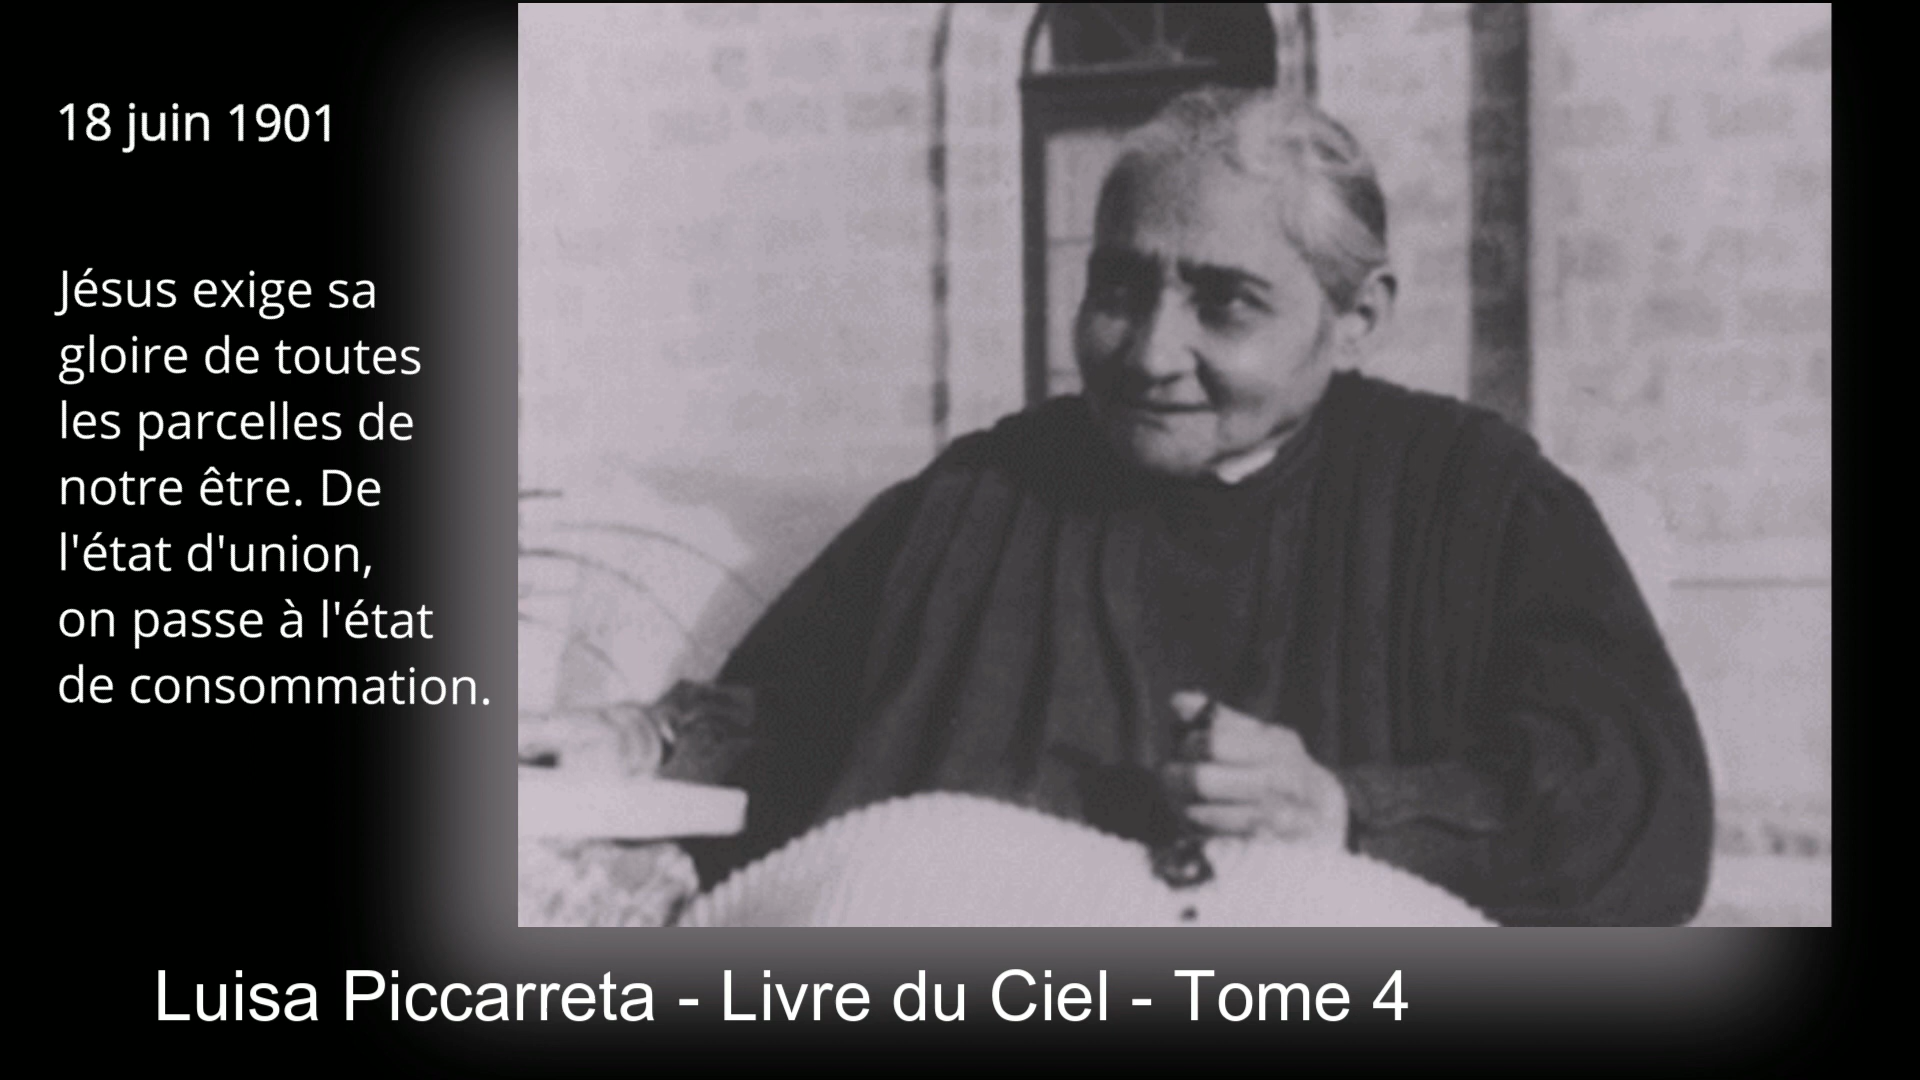 18 juin 1901
Jésus exige sa
gloire de toutes
les parcelles de
notre être. De
l'état d'union,
on passe à l'état
de consommation.
Luisa Piccarreta - Livre du Ciel - Tome 4